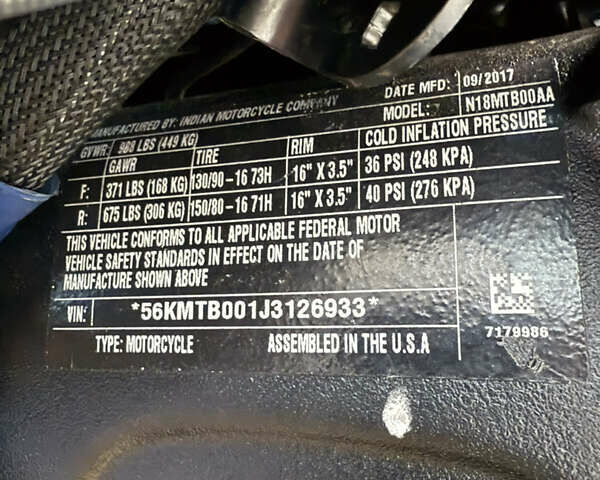 MANUFACTURED BY: INDIAN MOTORCYCLE COMPANY DATE MFD: 09/2017
MODEL: N18MTB00AA
GVWR: 988 LBS (449 KG)
GAWR TIRE RIM COLD INFLATION PRESSURE
F: 371 LBS (168 KG) 130/90-16 73H 16" X 3.5" 36 PSI (248 KPA)
R: 675 LBS (306 KG) 150/80-16 71H 16" X 3.5" 40 PSI (276 KPA)
THIS VEHICLE CONFORMS TO ALL APPLICABLE FEDERAL MOTOR
VEHICLE SAFETY STANDARDS IN EFFECT ON THE DATE OF
MANUFACTURE SHOWN ABOVE
VIN: *56KMTB001J3126933*
7179986
TYPE: MOTORCYCLE ASSEMBLED IN THE U.S.A